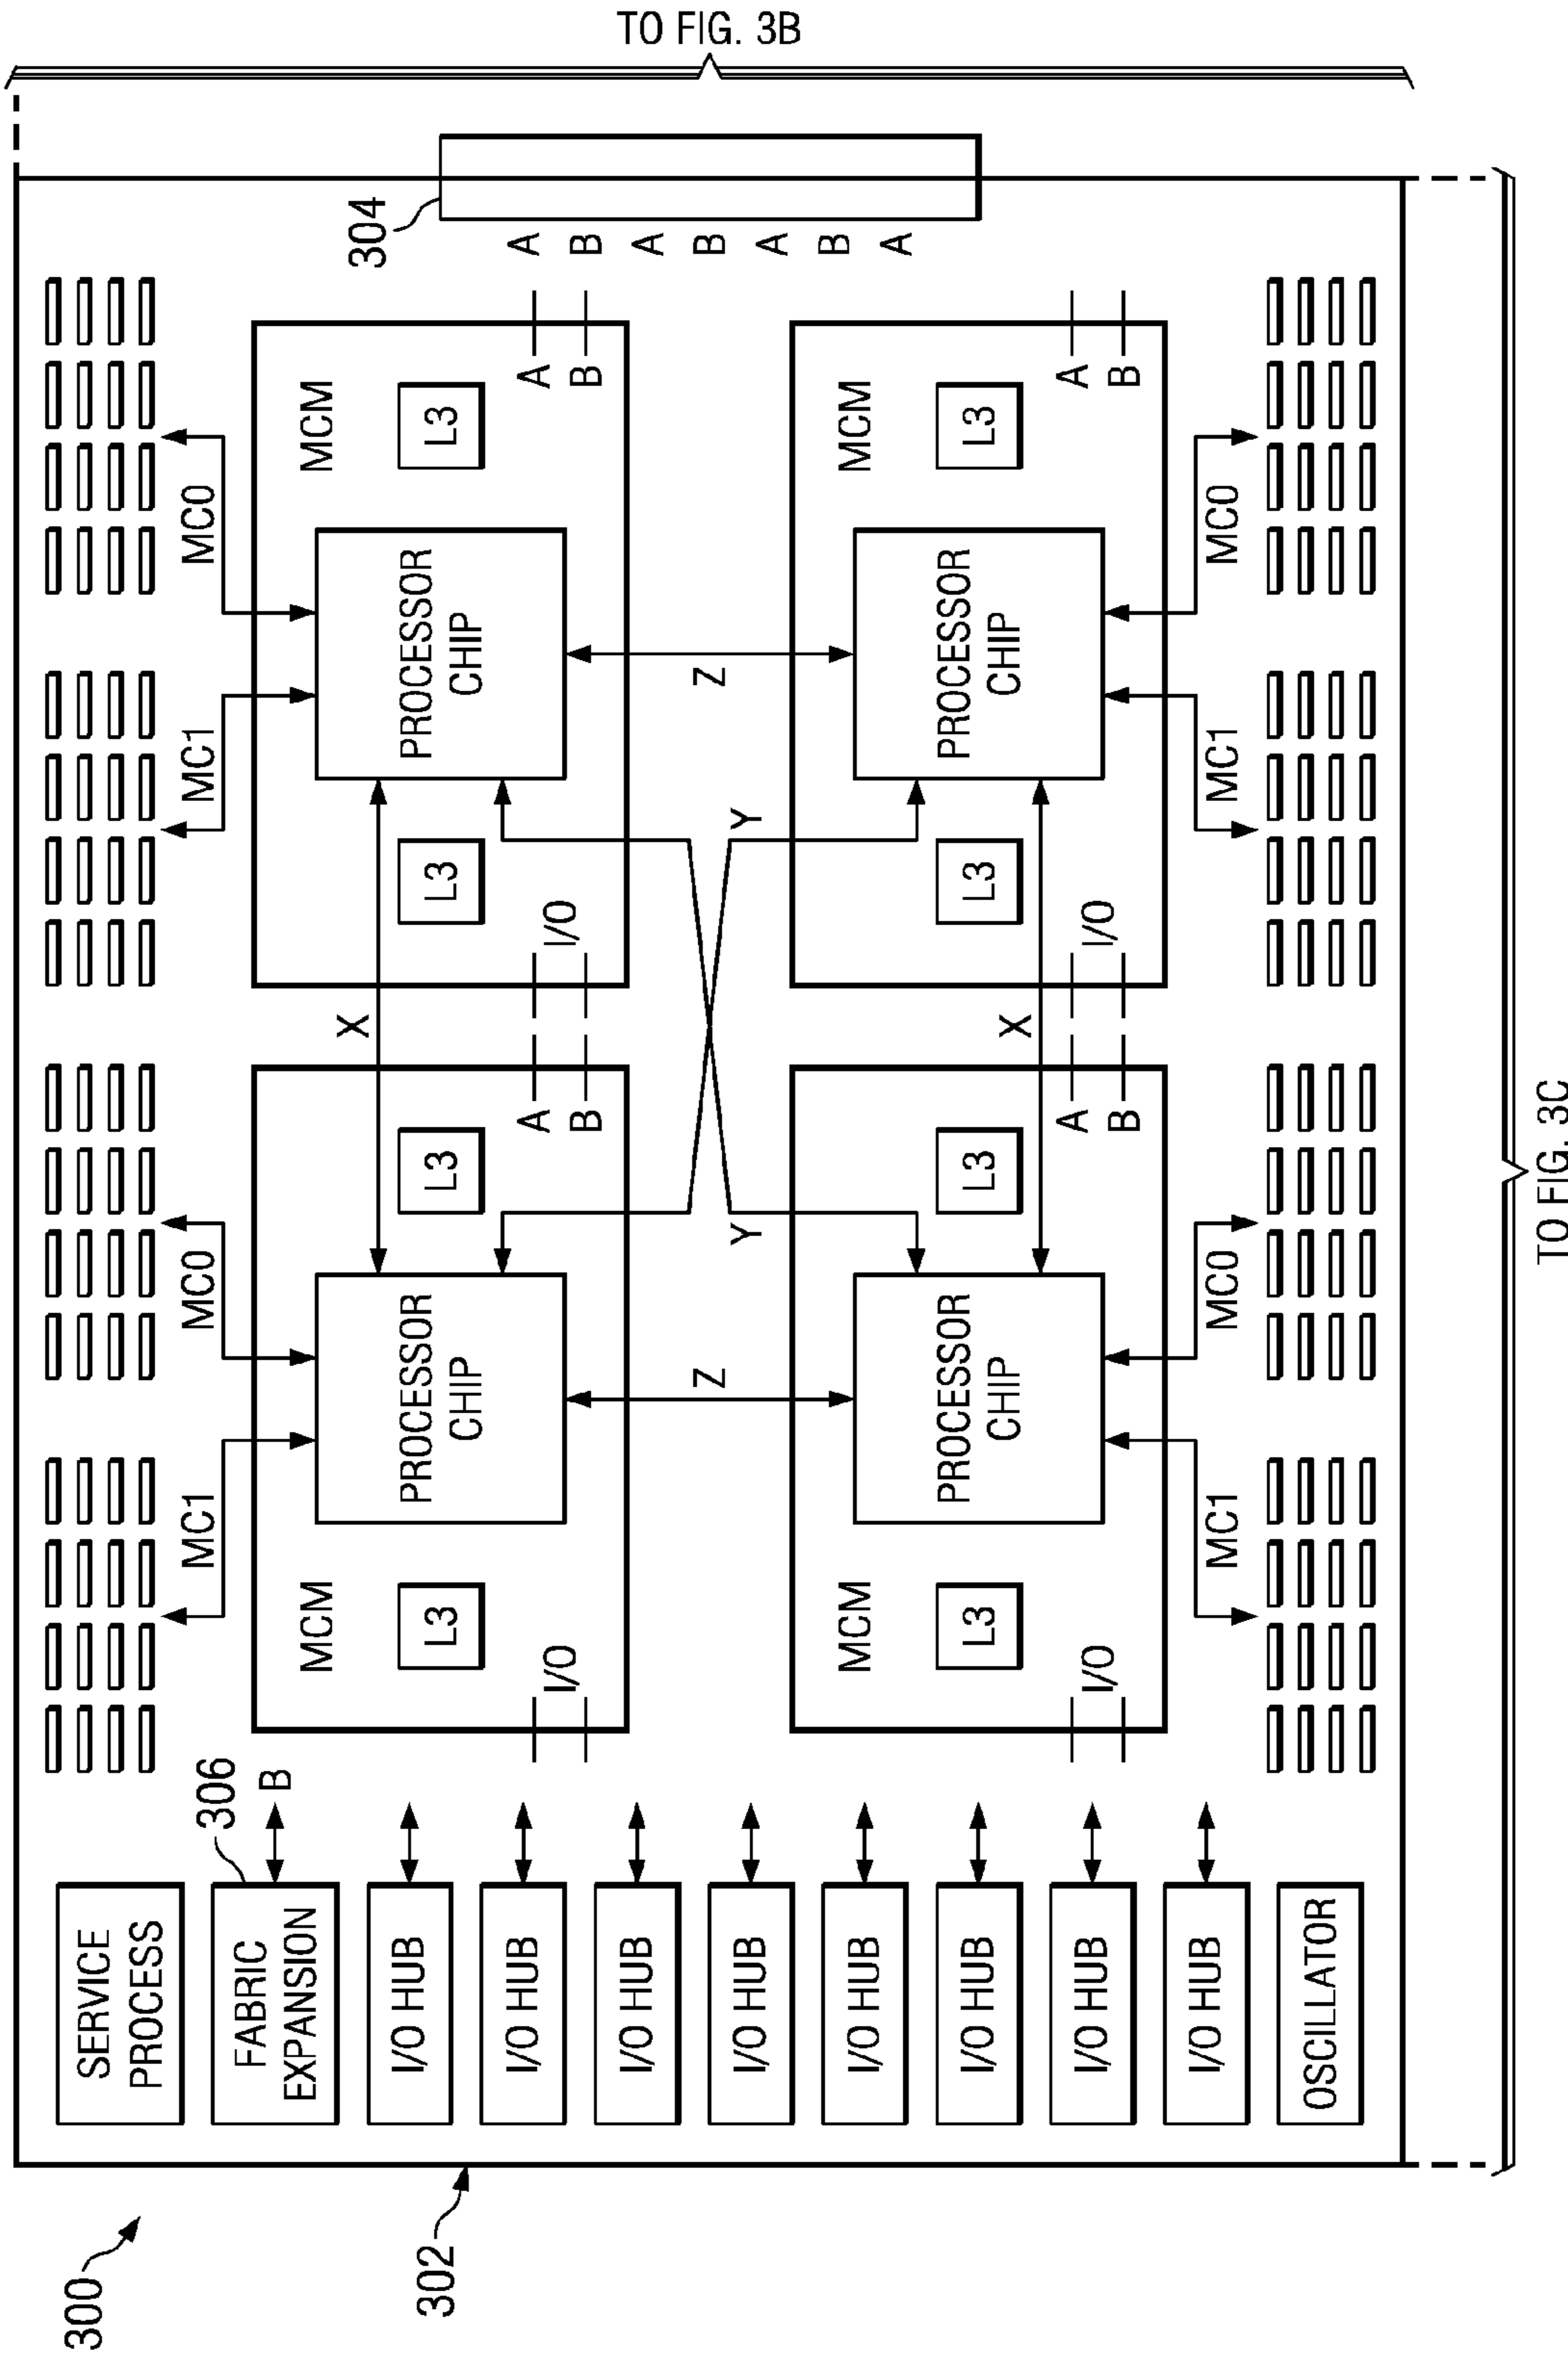 300
302
SERVICE
PROCESS
306
FABRIC
EXPANSION
B
I/O HUB
I/O HUB
I/O HUB
I/O HUB
I/O HUB
I/O HUB
I/O HUB
I/O HUB
OSCILLATOR
MC1
MC0
MC1
MC0
MCM
L3
PROCESSOR
CHIP
L3
I/O
A
B
X
L3
PROCESSOR
CHIP
MCM
L3
I/O
A
B
304
A
B
A
B
A
B
A
Z
Y
Y
Z
MCM
L3
PROCESSOR
CHIP
L3
I/O
A
B
X
L3
PROCESSOR
CHIP
MCM
L3
I/O
A
B
MC1
MC0
MC1
MC0
TO FIG. 3B
TO FIG. 3C